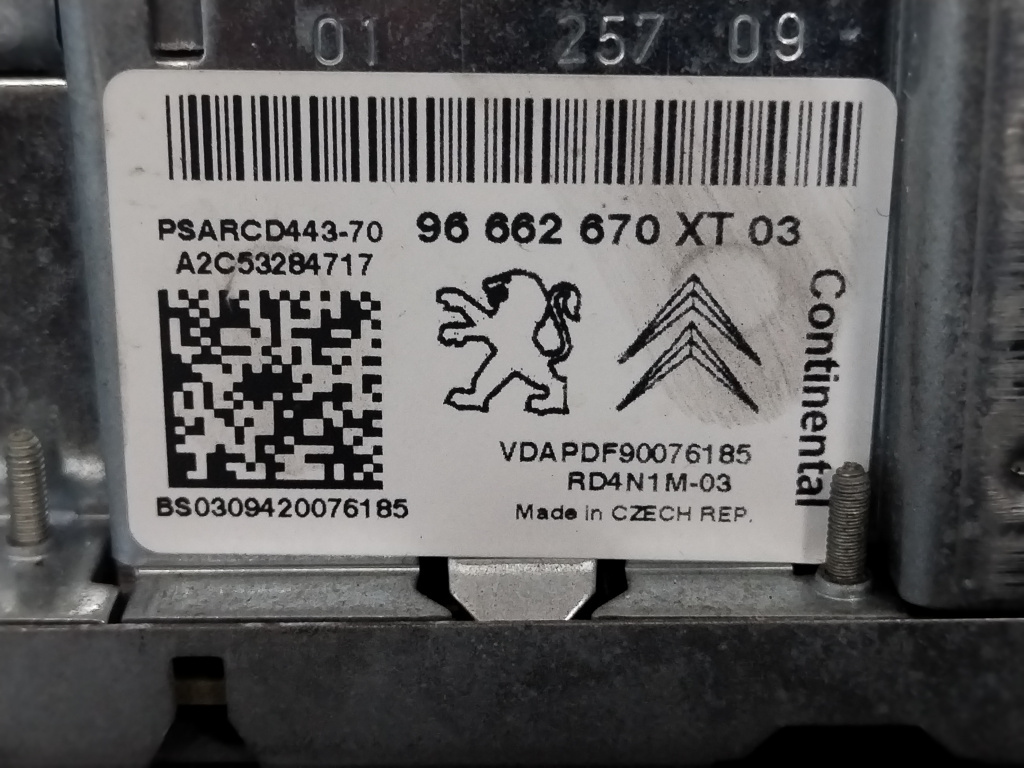 01 257 09
PSARCD443-70
96 662 670 XT 03
A2C53284717
Continental
VDAPDF90076185
RD4N1M-03
BS0309420076185
Made in CZECH REP.